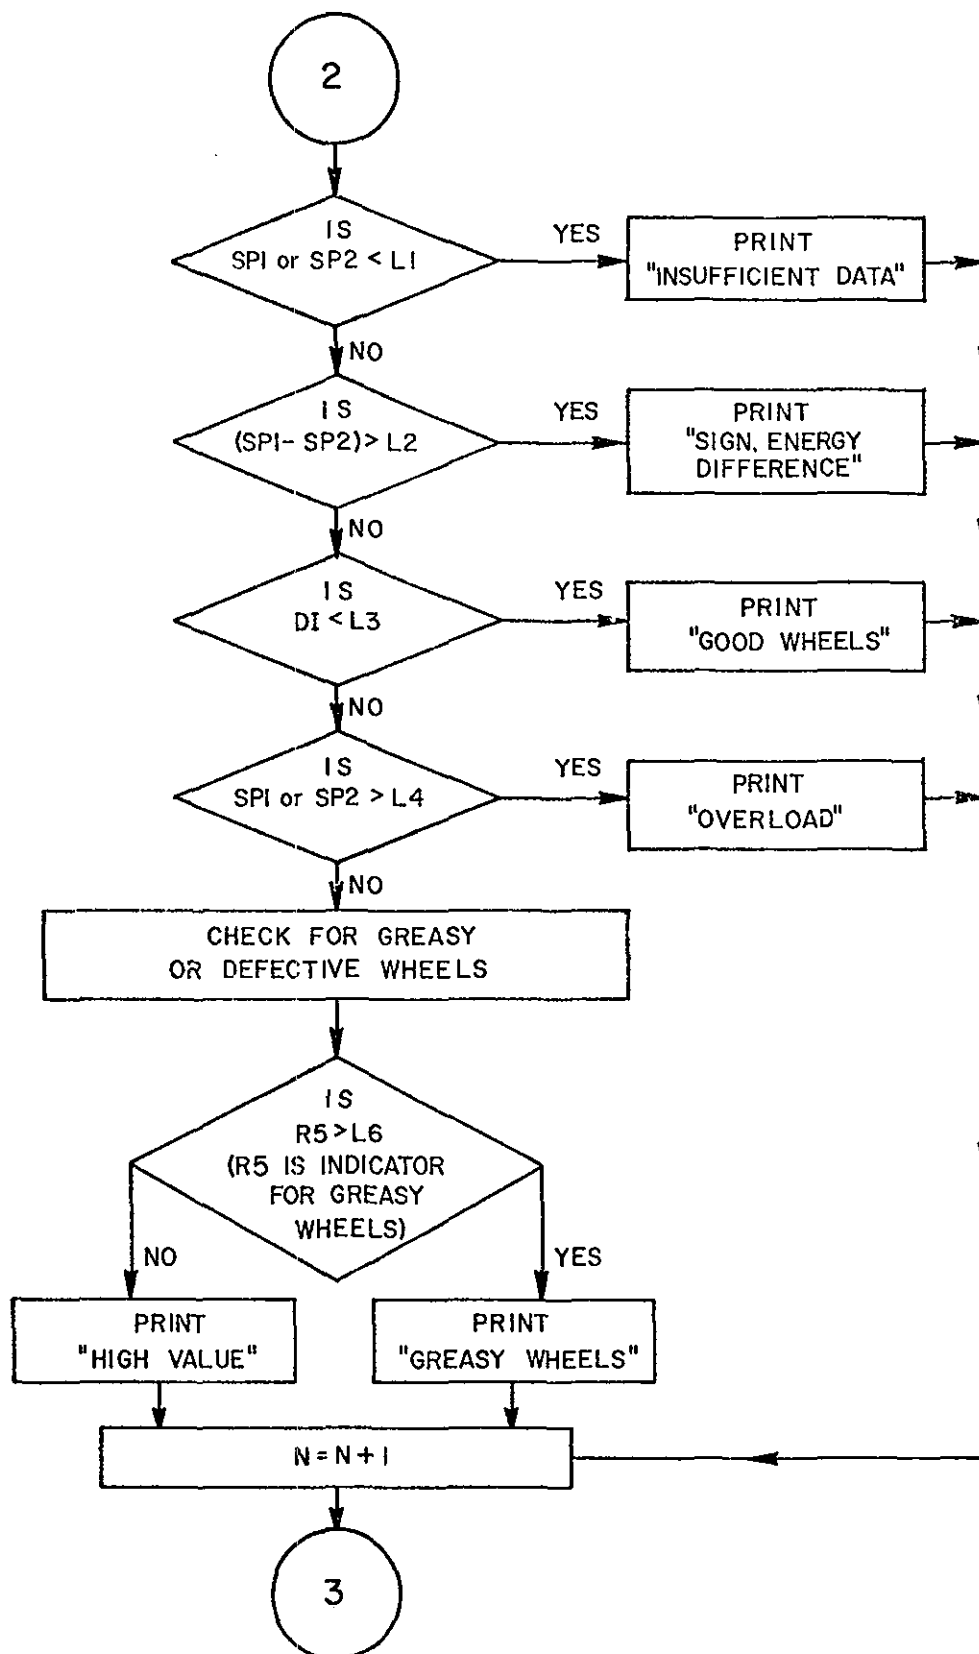 2
IS
SP1 or SP2 < L1
YES
PRINT
"INSUFFICIENT DATA"
NO
IS
(SP1- SP2)> L2
YES
PRINT
"SIGN. ENERGY
DIFFERENCE"
NO
IS
DI < L3
YES
PRINT
"GOOD WHEELS"
NO
IS
SP1 or SP2 > L4
YES
PRINT
"OVERLOAD"
NO
CHECK FOR GREASY
OR DEFECTIVE WHEELS
IS
R5 > L6
(R5 IS INDICATOR
FOR GREASY
WHEELS)
NO
YES
PRINT
"HIGH VALUE"
PRINT
"GREASY WHEELS"
N = N + 1
3